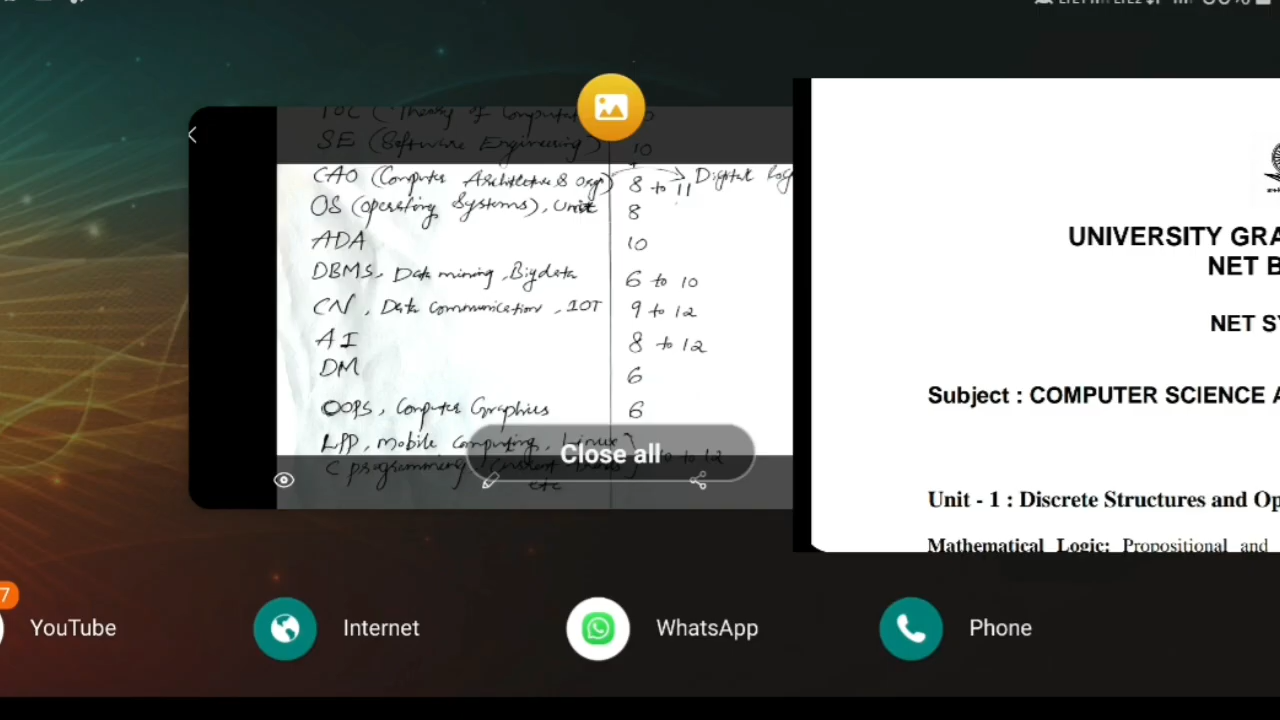 SE (Software Engineering) 10
CAO (Computer Architecture & Org) 8 to 11 Digital Log
OS (operating Systems), Unix 8
ADA 10
DBMS, Data mining, Bigdata 6 to 10
CN, Data Communication, IOT 9 to 12
AI 8 to 12
DM 6
OOPS, Computer Graphics 6
LPP, Mobile Computing, Linux
C programming
etc
Close all
UNIVERSITY GRA
NET B
NET SY
Subject : COMPUTER SCIENCE A
Unit - 1 : Discrete Structures and Op
Mathematical Logic: Propositional and
7
YouTube
Internet
WhatsApp
Phone